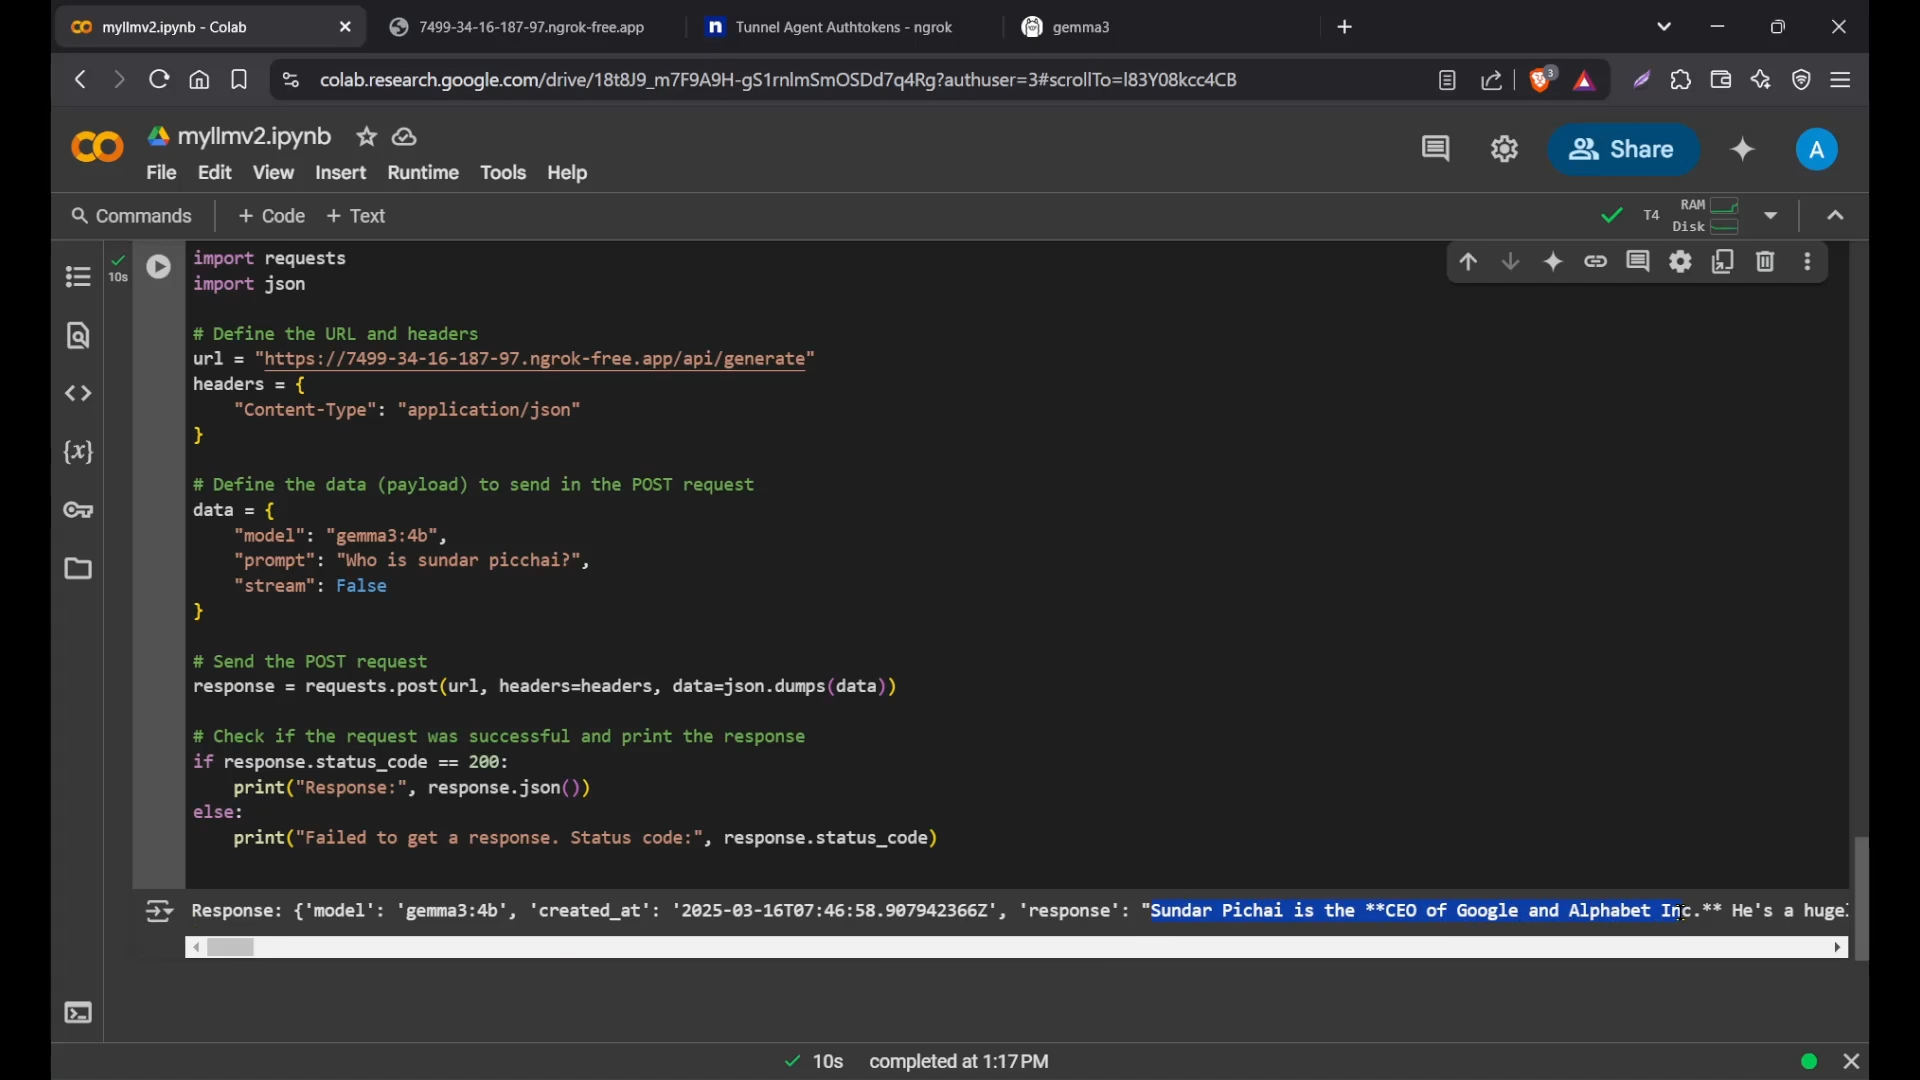 myllmv2.ipynb - Colab
7499-34-16-187-97.ngrok-free.app
n Tunnel Agent Authtokens - ngrok
gemma3
colab.research.google.com/drive/18t8J9_m7F9A9H-gS1rnlmSmOSDd7q4Rg?authuser=3#scrollTo=l83Y08kcc4CB
3
myllmv2.ipynb
Share
A
File Edit View Insert Runtime Tools Help
Commands + Code + Text
T4 RAM
Disk
10s
import requests
import json
# Define the URL and headers
url = "https://7499-34-16-187-97.ngrok-free.app/api/generate"
headers = {
"Content-Type": "application/json"
}
# Define the data (payload) to send in the POST request
data = {
"model": "gemma3:4b",
"prompt": "Who is sundar picchai?",
"stream": False
}
# Send the POST request
response = requests.post(url, headers=headers, data=json.dumps(data))
# Check if the request was successful and print the response
if response.status_code == 200:
print("Response:", response.json())
else:
print("Failed to get a response. Status code:", response.status_code)
Response: {'model': 'gemma3:4b', 'created_at': '2025-03-16T07:46:58.907942366Z', 'response': "Sundar Pichai is the **CEO of Google and Alphabet Inc.** He's a huge
10s completed at 1:17 PM